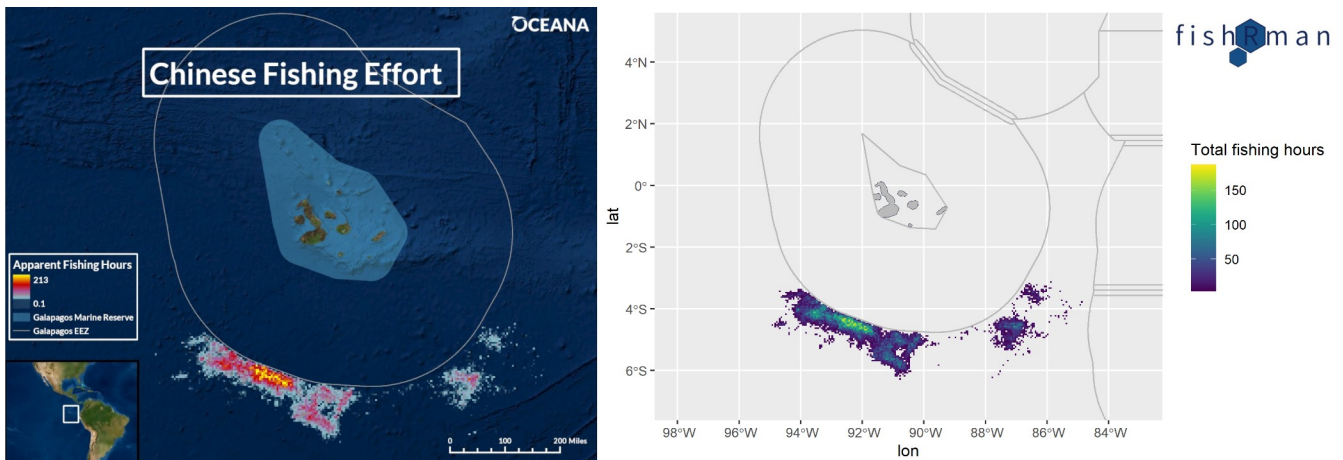 OCEANA
Chinese Fishing Effort
Apparent Fishing Hours
213
0.1
Galapagos Marine Reserve
Galapagos EEZ
0 100 200 Miles
fishRman
Total fishing hours
150
100
50
4°N
2°N
0°
2°S
4°S
6°S
lat
98°W 96°W 94°W 92°W 90°W 88°W 86°W 84°W
lon